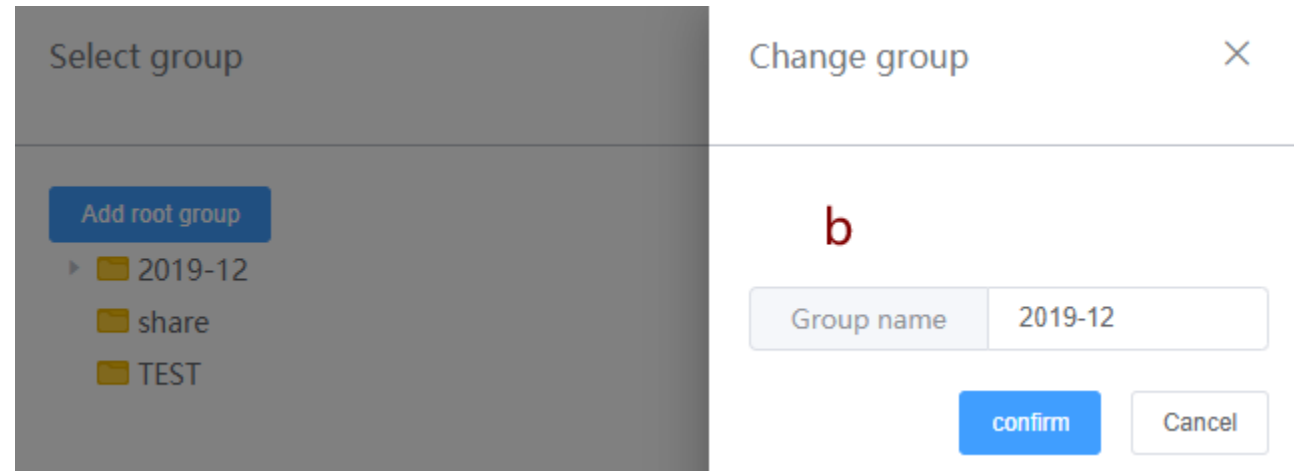 Select group
Add root group
2019-12
share
TEST
Change group
b
Group name 2019-12
confirm Cancel